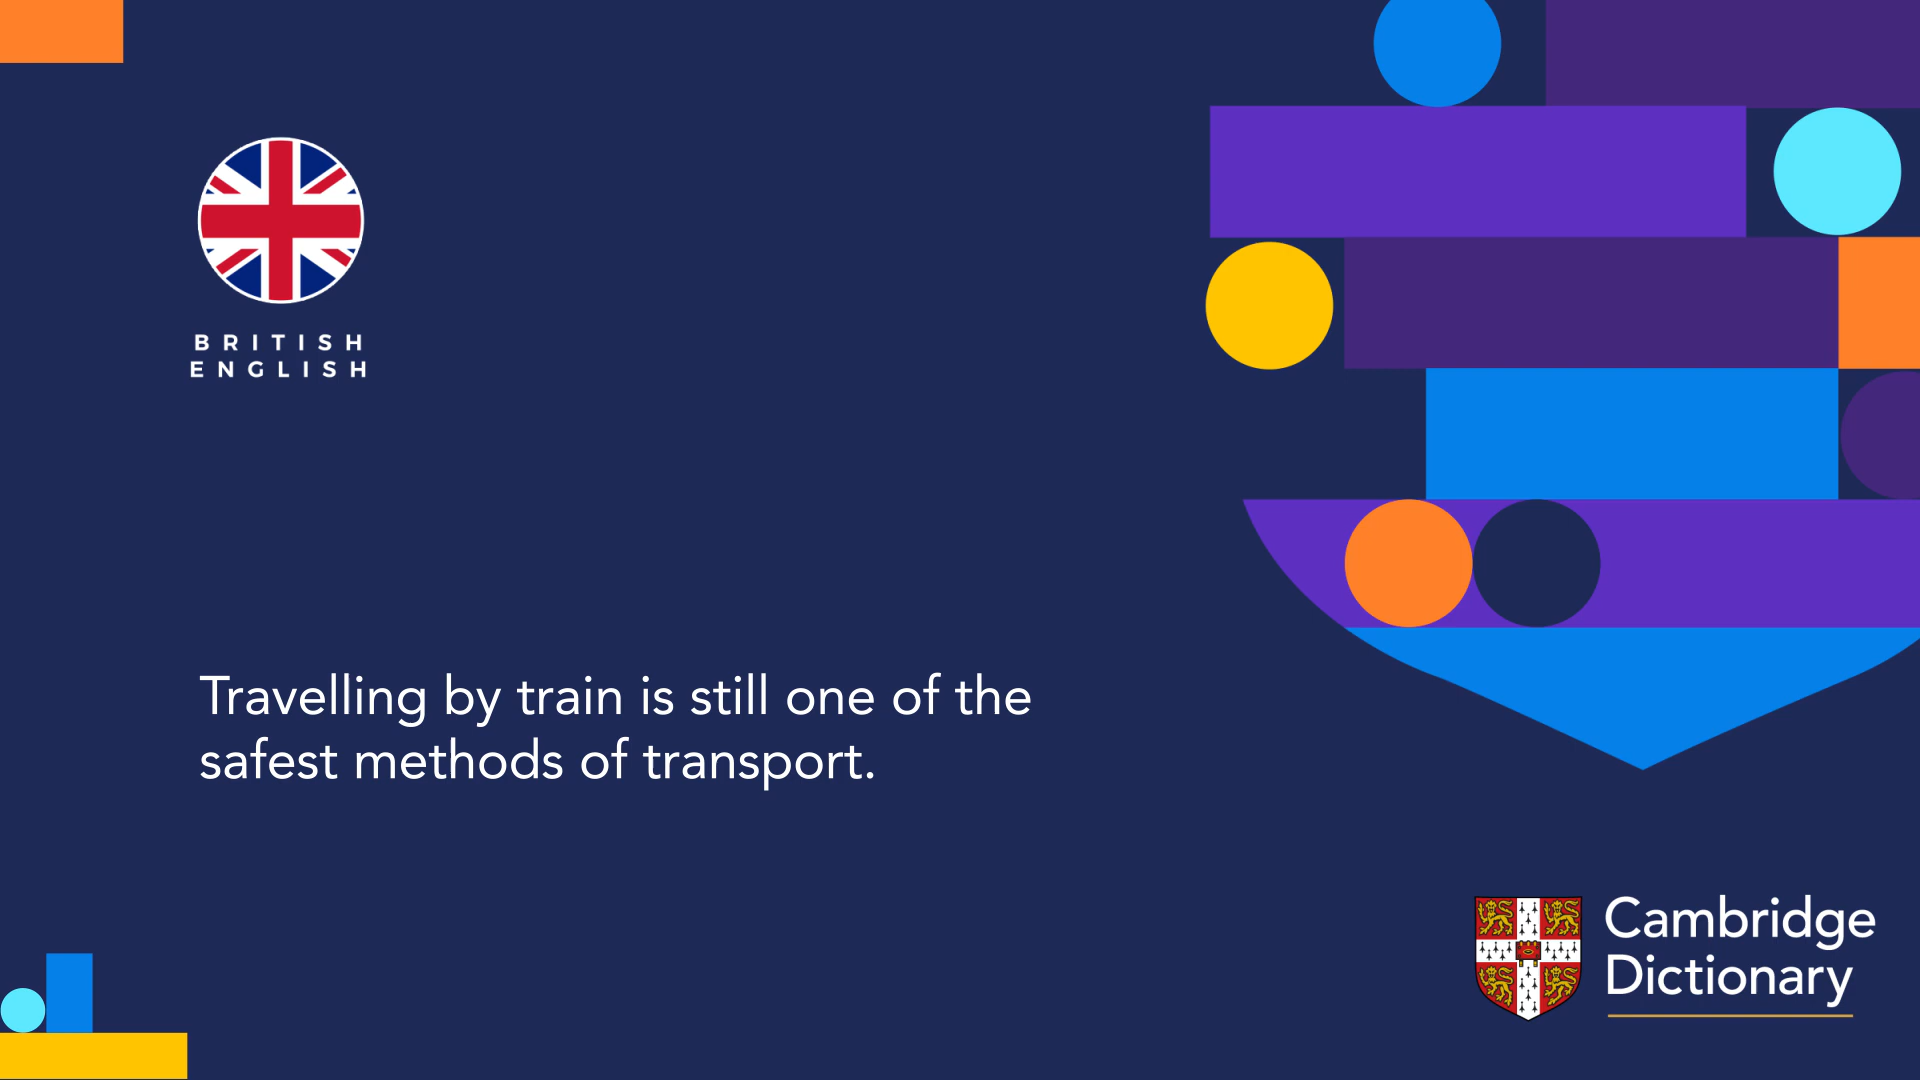 BRITISH
ENGLISH
Travelling by train is still one of the
safest methods of transport.
Cambridge
Dictionary